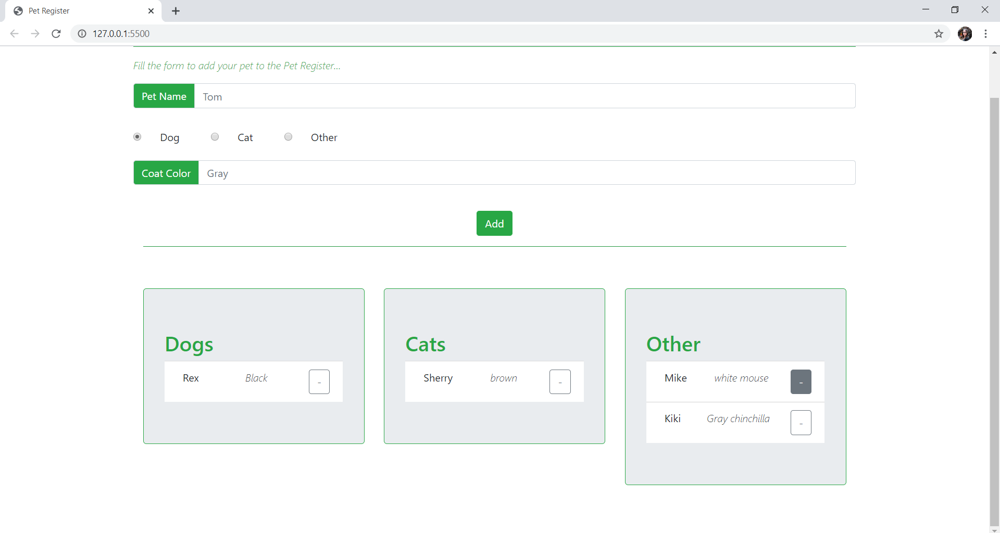 Pet Register
127.0.0.1:5500
Fill the form to add your pet to the Pet Register...
Pet Name Tom
Dog Cat Other
Coat Color Gray
Add
Dogs
Rex Black -
Cats
Sherry brown -
Other
Mike white mouse -
Kiki Gray chinchilla -